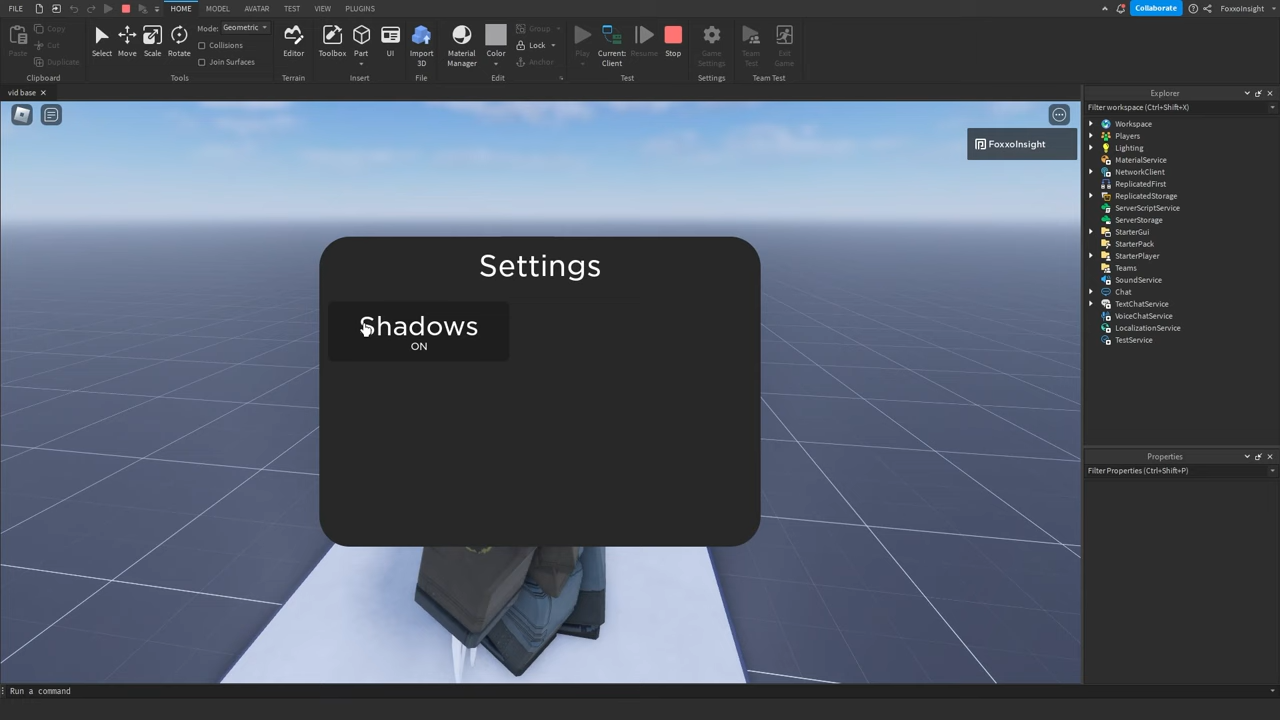 FILE HOME MODEL AVATAR TEST VIEW PLUGINS Collaborate FoxxoInsight
Paste Copy Cut Duplicate Clipboard
Select Move Scale Rotate Mode: Geometric Collisions Join Surfaces Tools
Editor Terrain
Toolbox Part UI Insert
Import 3D File
Material Manager Color Group Lock Anchor Edit
Play Current: Client Resume Stop Test
Game Settings Settings
Team Test Exit Game Team Test
vid base
FoxxoInsight
Settings
Shadows
ON
Explorer
Filter workspace (Ctrl+Shift+X)
Workspace
Players
Lighting
MaterialService
NetworkClient
ReplicatedFirst
ReplicatedStorage
ServerScriptService
ServerStorage
StarterGui
StarterPack
StarterPlayer
Teams
SoundService
Chat
TextChatService
VoiceChatService
LocalizationService
TestService
Properties
Filter Properties (Ctrl+Shift+P)
Run a command